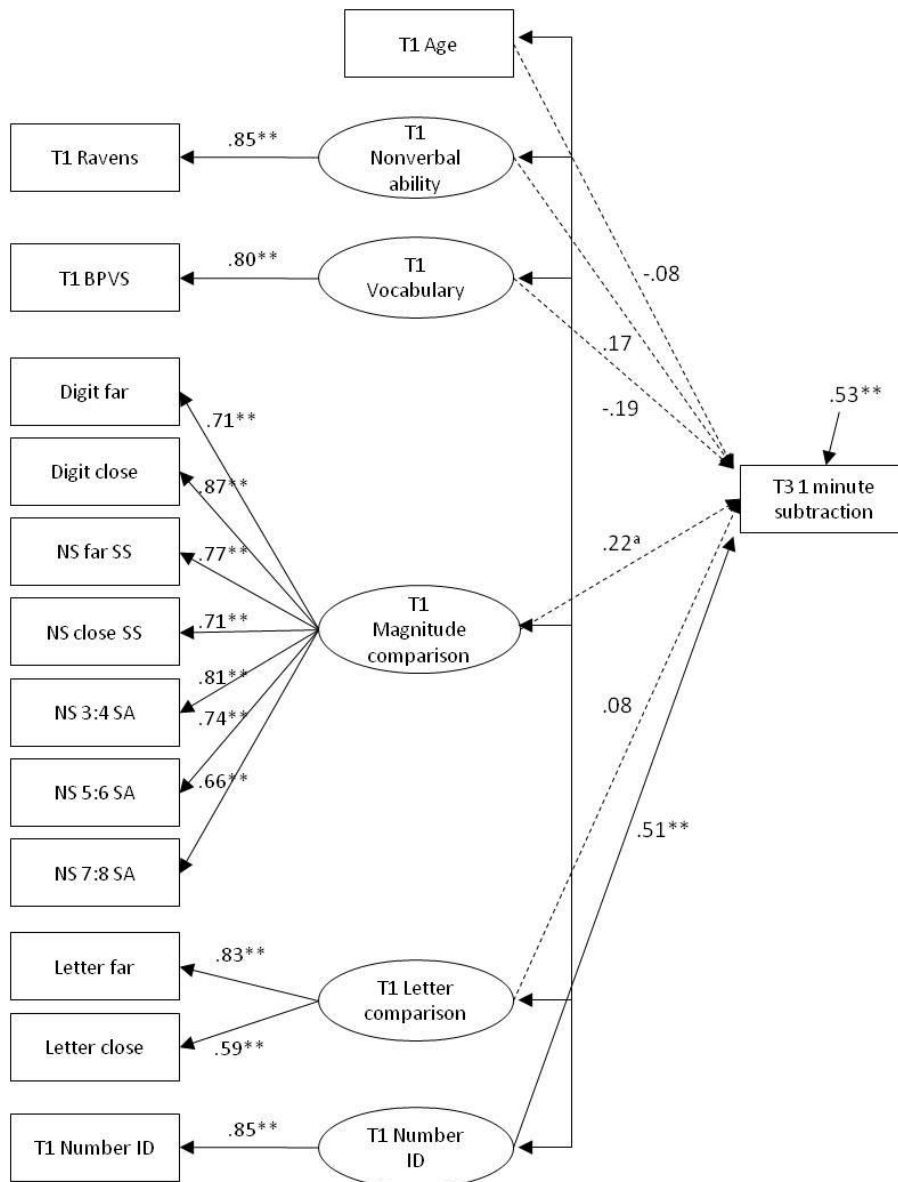 T1 Age
T1 Ravens
.85**
T1
Nonverbal
ability
T1 BPVS
.80**
T1
Vocabulary
-.08
.17
-.19
Digit far
.71**
Digit close
.87**
NS far SS
.77**
NS close SS
.71**
NS 3:4 SA
.81**
NS 5:6 SA
.74**
NS 7:8 SA
.66**
T1
Magnitude
comparison
.22ª
.53**
T3 1 minute
subtraction
.08
.51**
Letter far
.83**
Letter close
.59**
T1 Letter
comparison
T1 Number ID
.85**
T1 Number
ID